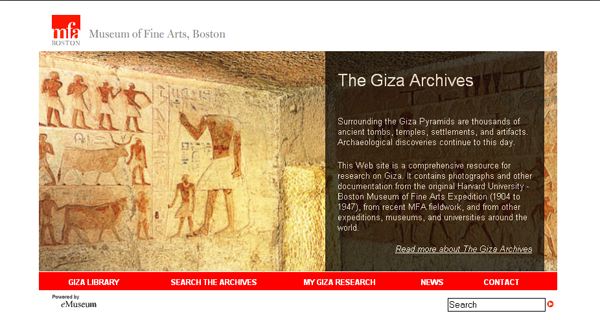 mfa
BOSTON
Museum of Fine Arts, Boston
The Giza Archives
Surrounding the Giza Pyramids are thousands of
ancient tombs, temples, settlements, and artifacts.
Archaeological discoveries continue to this day.
This Web site is a comprehensive resource for
research on Giza. It contains photographs and other
documentation from the original Harvard University -
Boston Museum of Fine Arts Expedition (1904 to
1947), from recent MFA fieldwork, and from other
expeditions, museums, and universities around the
world.
Read more about The Giza Archives
GIZA LIBRARY SEARCH THE ARCHIVES MY GIZA RESEARCH NEWS CONTACT
Powered by
eMuseum
Search